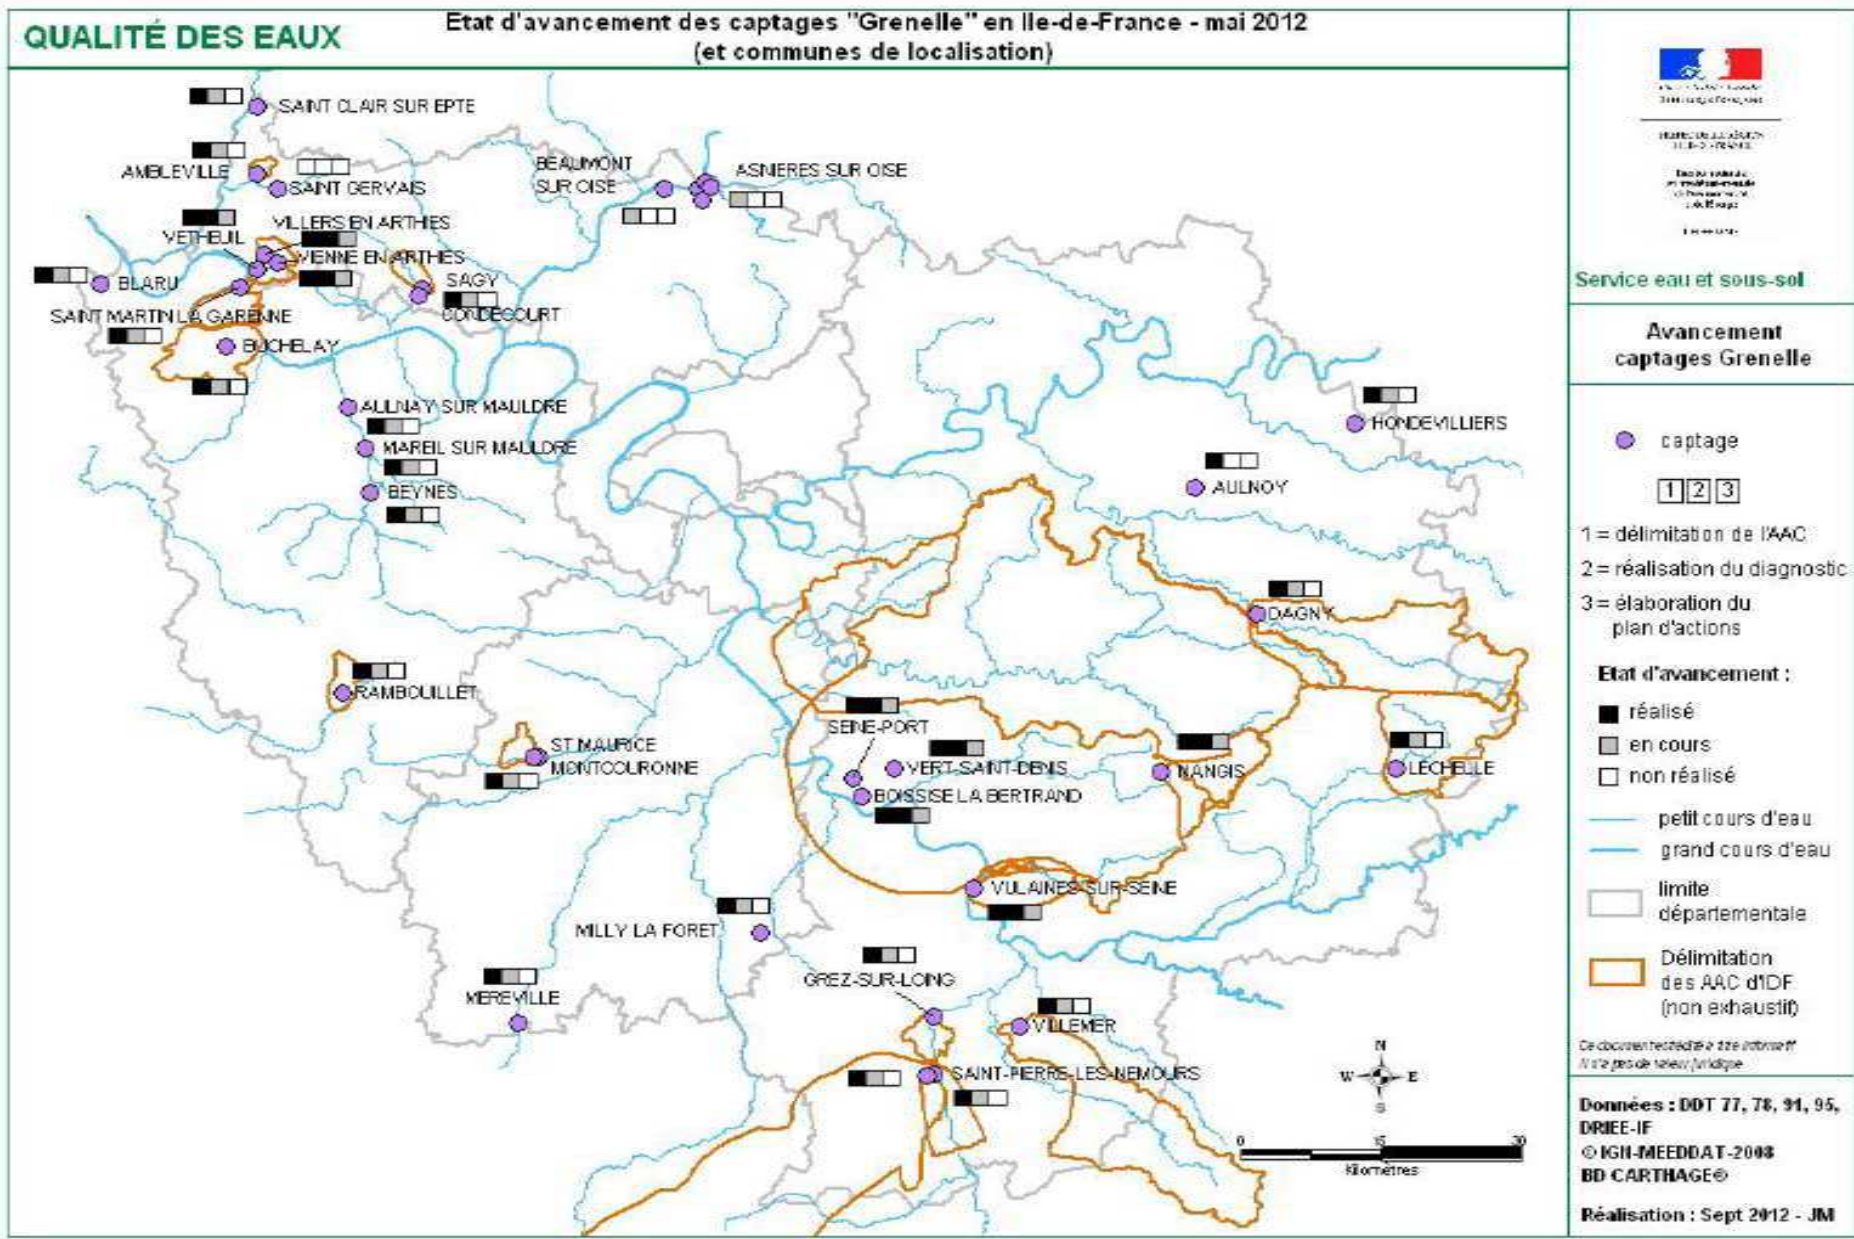 QUALITÉ DES EAUX
Etat d'avancement des captages "Grenelle" en Ile-de-France - mai 2012
(et communes de localisation)
SAINT CLAIR SUR EPTE
AMBLEVILLE
SAINT GERVAIS
BEAUMONT
SUR OISE
ASNIERES SUR OISE
VILLERS EN ARTHIES
VETHEUIL
VIENNE EN ARTHIES
BLARU
SAGY
CONDECOURT
SAINT MARTIN LA GARENNE
BUCHELAY
AULNAY SUR MAULDRE
MAREIL SUR MAULDRE
BEYNES
HONDEVILLIERS
AULNOY
DAGNY
RAMBOUILLET
ST MAURICE
MONTCOURONNE
SEINE-PORT
VERT-SAINT-DENIS
BOISSISE LA BERTRAND
NANGIS
LECHELLE
VULAINES-SUR-SEINE
MILLY LA FORET
MEREVILLE
GREZ-SUR-LOING
VILLEMER
SAINT-PIERRE-LES-NEMOURS
N
W E
S
0 15 30
Kilomètres
Service eau et sous-sol
Avancement
captages Grenelle
captage
1 2 3
1 = délimitation de l'AAC
2 = réalisation du diagnostic
3 = élaboration du
plan d'actions
Etat d'avancement :
réalisé
en cours
non réalisé
petit cours d'eau
grand cours d'eau
limite
départementale
Délimitation
des AAC d'IDF
(non exhaustif)
Ce document est édité à titre informatif
Données : DDT 77, 78, 91, 95,
DRIEE-IF
© IGN-MEEDDAT-2008
BD CARTHAGE®
Réalisation : Sept 2012 - JM